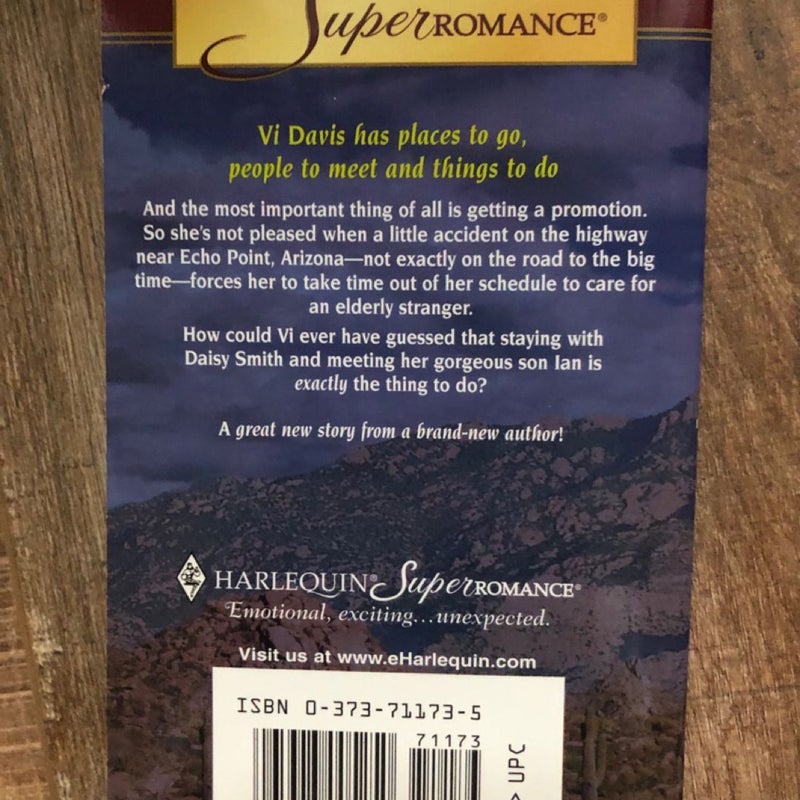 SuperROMANCE®
Vi Davis has places to go,
people to meet and things to do
And the most important thing of all is getting a promotion.
So she's not pleased when a little accident on the highway
near Echo Point, Arizona—not exactly on the road to the big
time—forces her to take time out of her schedule to care for
an elderly stranger.
How could Vi ever have guessed that staying with
Daisy Smith and meeting her gorgeous son Ian is
exactly the thing to do?
A great new story from a brand-new author!
HARLEQUIN® SuperROMANCE®
Emotional, exciting…unexpected.
Visit us at www.eHarlequin.com
ISBN 0-373-71173-5
71173
> UPC